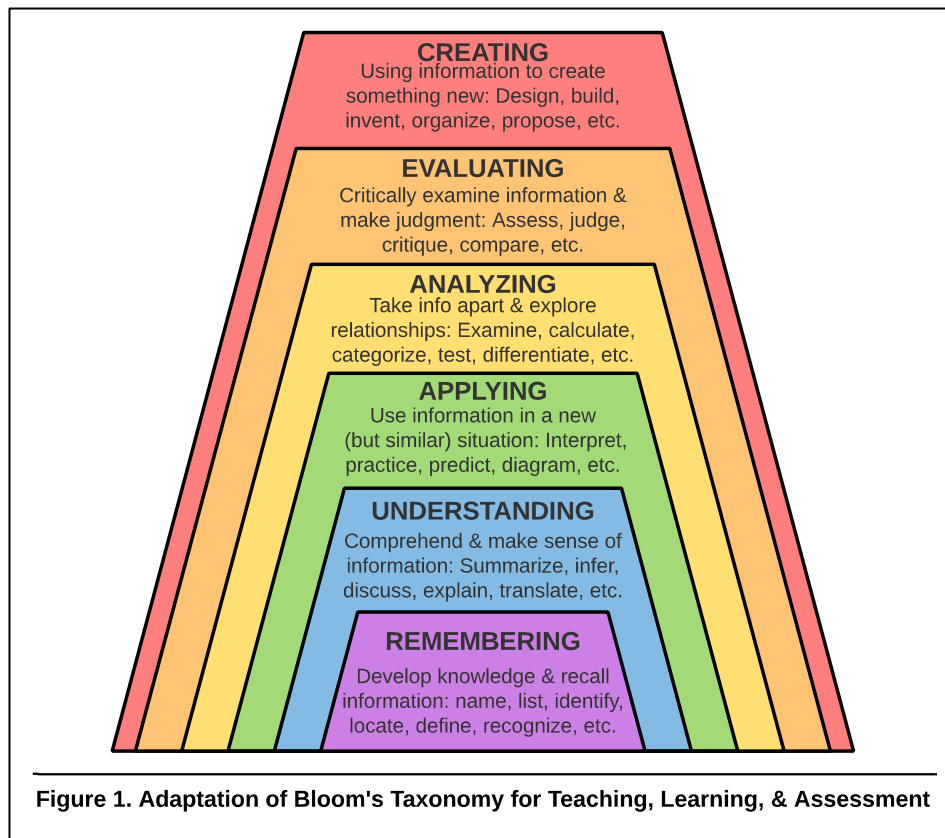 CREATING
Using information to create
something new: Design, build,
invent, organize, propose, etc.
EVALUATING
Critically examine information &
make judgment: Assess, judge,
critique, compare, etc.
ANALYZING
Take info apart & explore
relationships: Examine, calculate,
categorize, test, differentiate, etc.
APPLYING
Use information in a new
(but similar) situation: Interpret,
practice, predict, diagram, etc.
UNDERSTANDING
Comprehend & make sense of
information: Summarize, infer,
discuss, explain, translate, etc.
REMEMBERING
Develop knowledge & recall
information: name, list, identify,
locate, define, recognize, etc.
Figure 1. Adaptation of Bloom's Taxonomy for Teaching, Learning, & Assessment